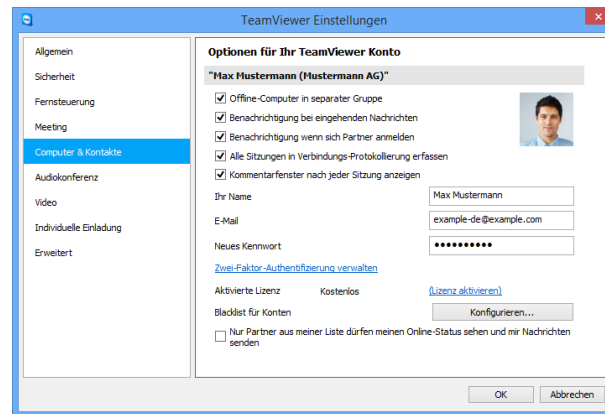 TeamViewer Einstellungen
Allgemein
Sicherheit
Fernsteuerung
Meeting
Computer & Kontakte
Audiokonferenz
Video
Individuelle Einladung
Erweitert
Optionen für Ihr TeamViewer Konto
"Max Mustermann (Mustermann AG)"
Offline-Computer in separater Gruppe
Benachrichtigung bei eingehenden Nachrichten
Benachrichtigung wenn sich Partner anmelden
Alle Sitzungen in Verbindungs-Protokollierung erfassen
Kommentarfenster nach jeder Sitzung anzeigen
Ihr Name Max Mustermann
E-Mail example-de@example.com
Neues Kennwort ●●●●●●●●●●
Zwei-Faktor-Authentifizierung verwalten
Aktivierte Lizenz Kostenlos (Lizenz aktivieren)
Blacklist für Konten Konfigurieren...
Nur Partner aus meiner Liste dürfen meinen Online-Status sehen und mir Nachrichten
senden
OK Abbrechen